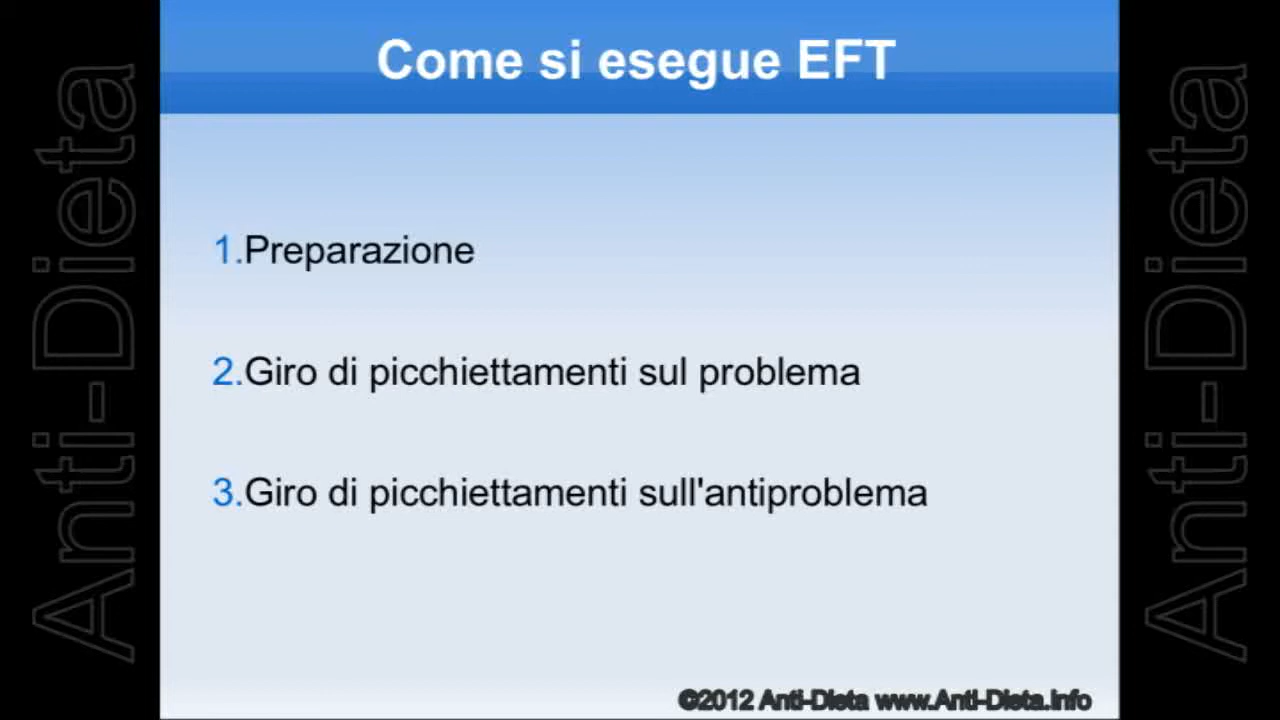 Come si esegue EFT
1.Preparazione
2.Giro di picchiettamenti sul problema
3.Giro di picchiettamenti sull'antiproblema
©2012 Anti-Dieta www.Anti-Dieta.info
Anti-Dieta
Anti-Dieta